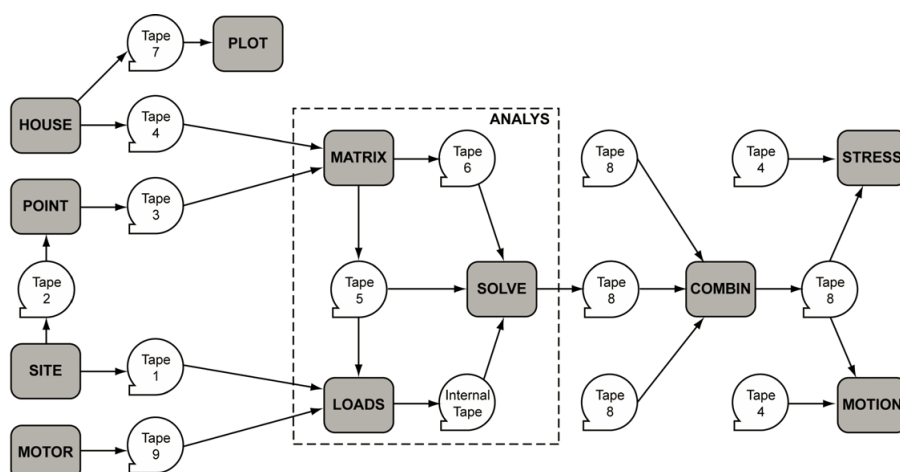 Tape
7
PLOT
HOUSE
Tape
4
ANALYS
MATRIX
Tape
6
Tape
8
Tape
4
STRESS
POINT
Tape
3
Tape
2
Tape
5
SOLVE
Tape
8
COMBIN
Tape
8
SITE
Tape
1
LOADS
Internal
Tape
Tape
8
Tape
4
MOTION
MOTOR
Tape
9